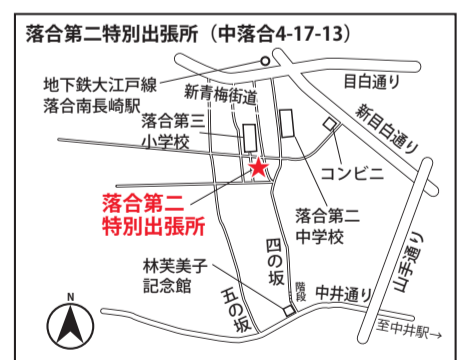 落合第二特別出張所（中落合4-17-13）
地下鉄大江戸線
落合南長崎駅
新青梅街道
目白通り
新目白通り
落合第三
小学校
コンビニ
落合第二
特別出張所
落合第二
中学校
山手通り
四の坂
林芙美子
記念館
階段
中井通り
五の坂
至中井駅→
N